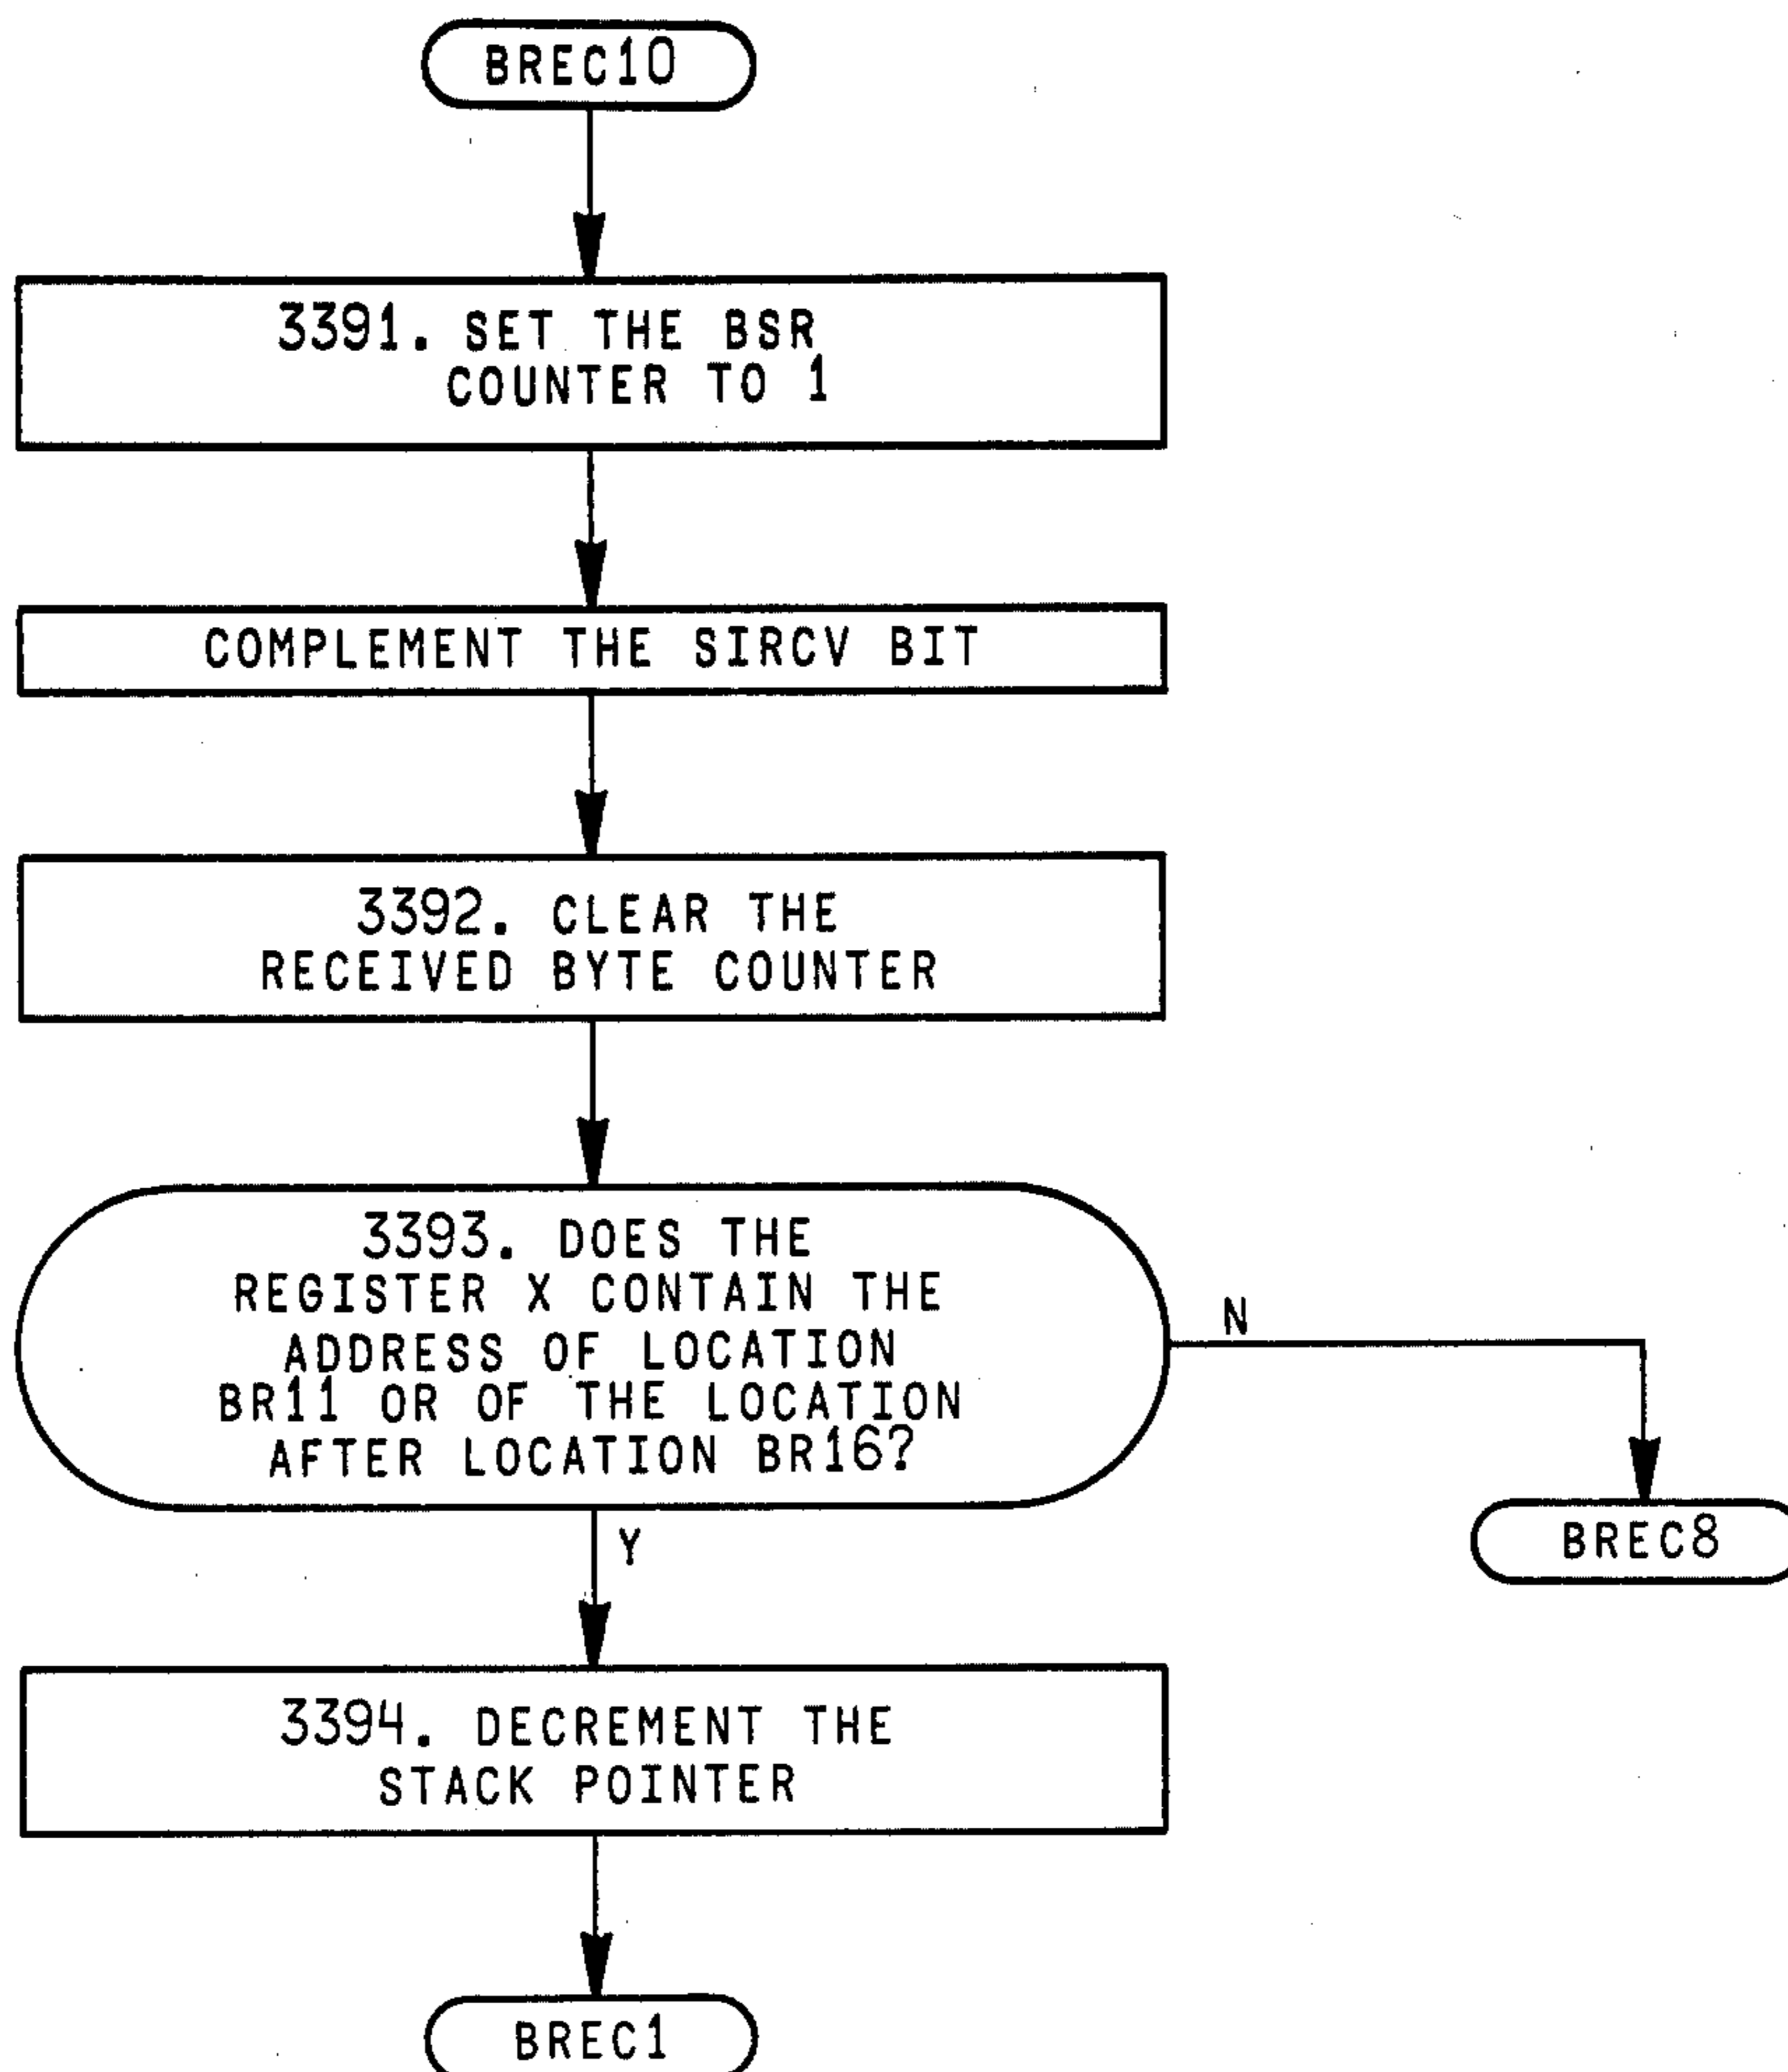 BREC10
3391. SET THE BSR
COUNTER TO 1
COMPLEMENT THE SIRCV BIT
3392. CLEAR THE
RECEIVED BYTE COUNTER
3393. DOES THE
REGISTER X CONTAIN THE
ADDRESS OF LOCATION
BR11 OR OF THE LOCATION
AFTER LOCATION BR16?
N
BREC8
Y
3394. DECREMENT THE
STACK POINTER
BREC1